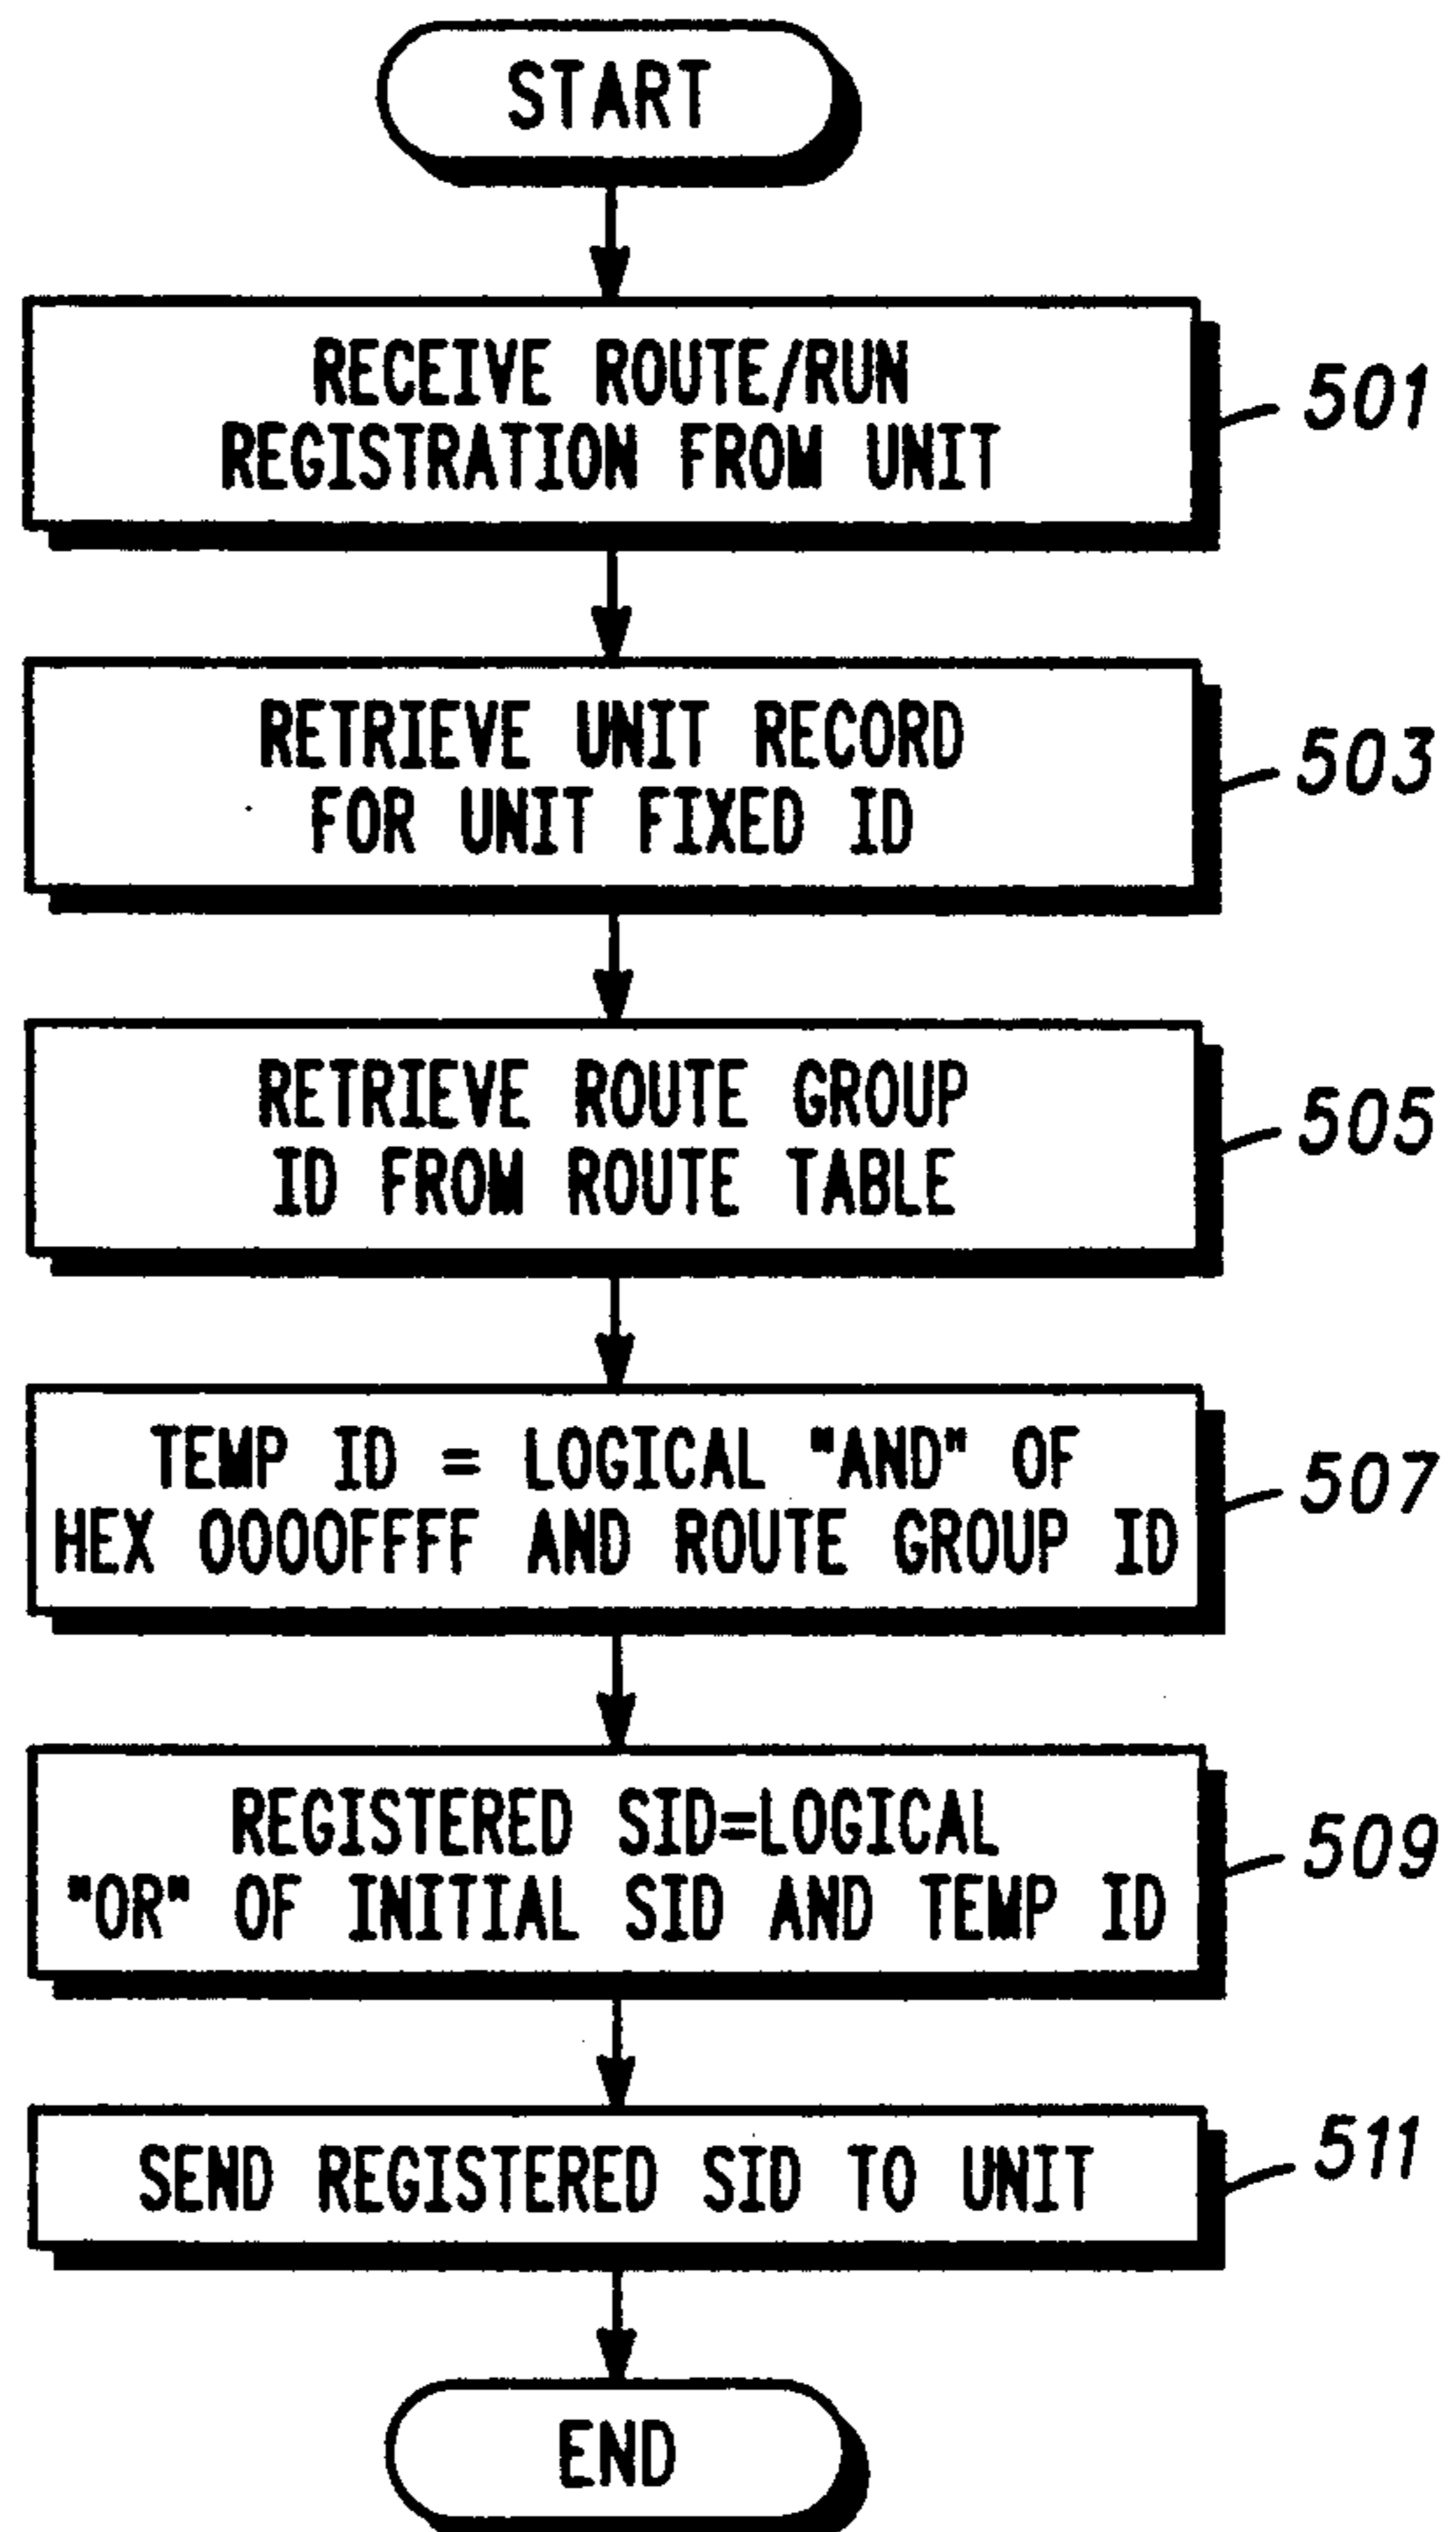 START
RECEIVE ROUTE/RUN
REGISTRATION FROM UNIT
501
RETRIEVE UNIT RECORD
FOR UNIT FIXED ID
503
RETRIEVE ROUTE GROUP
ID FROM ROUTE TABLE
505
TEMP ID = LOGICAL "AND" OF
HEX 0000FFFF AND ROUTE GROUP ID
507
REGISTERED SID=LOGICAL
"OR" OF INITIAL SID AND TEMP ID
509
SEND REGISTERED SID TO UNIT
511
END